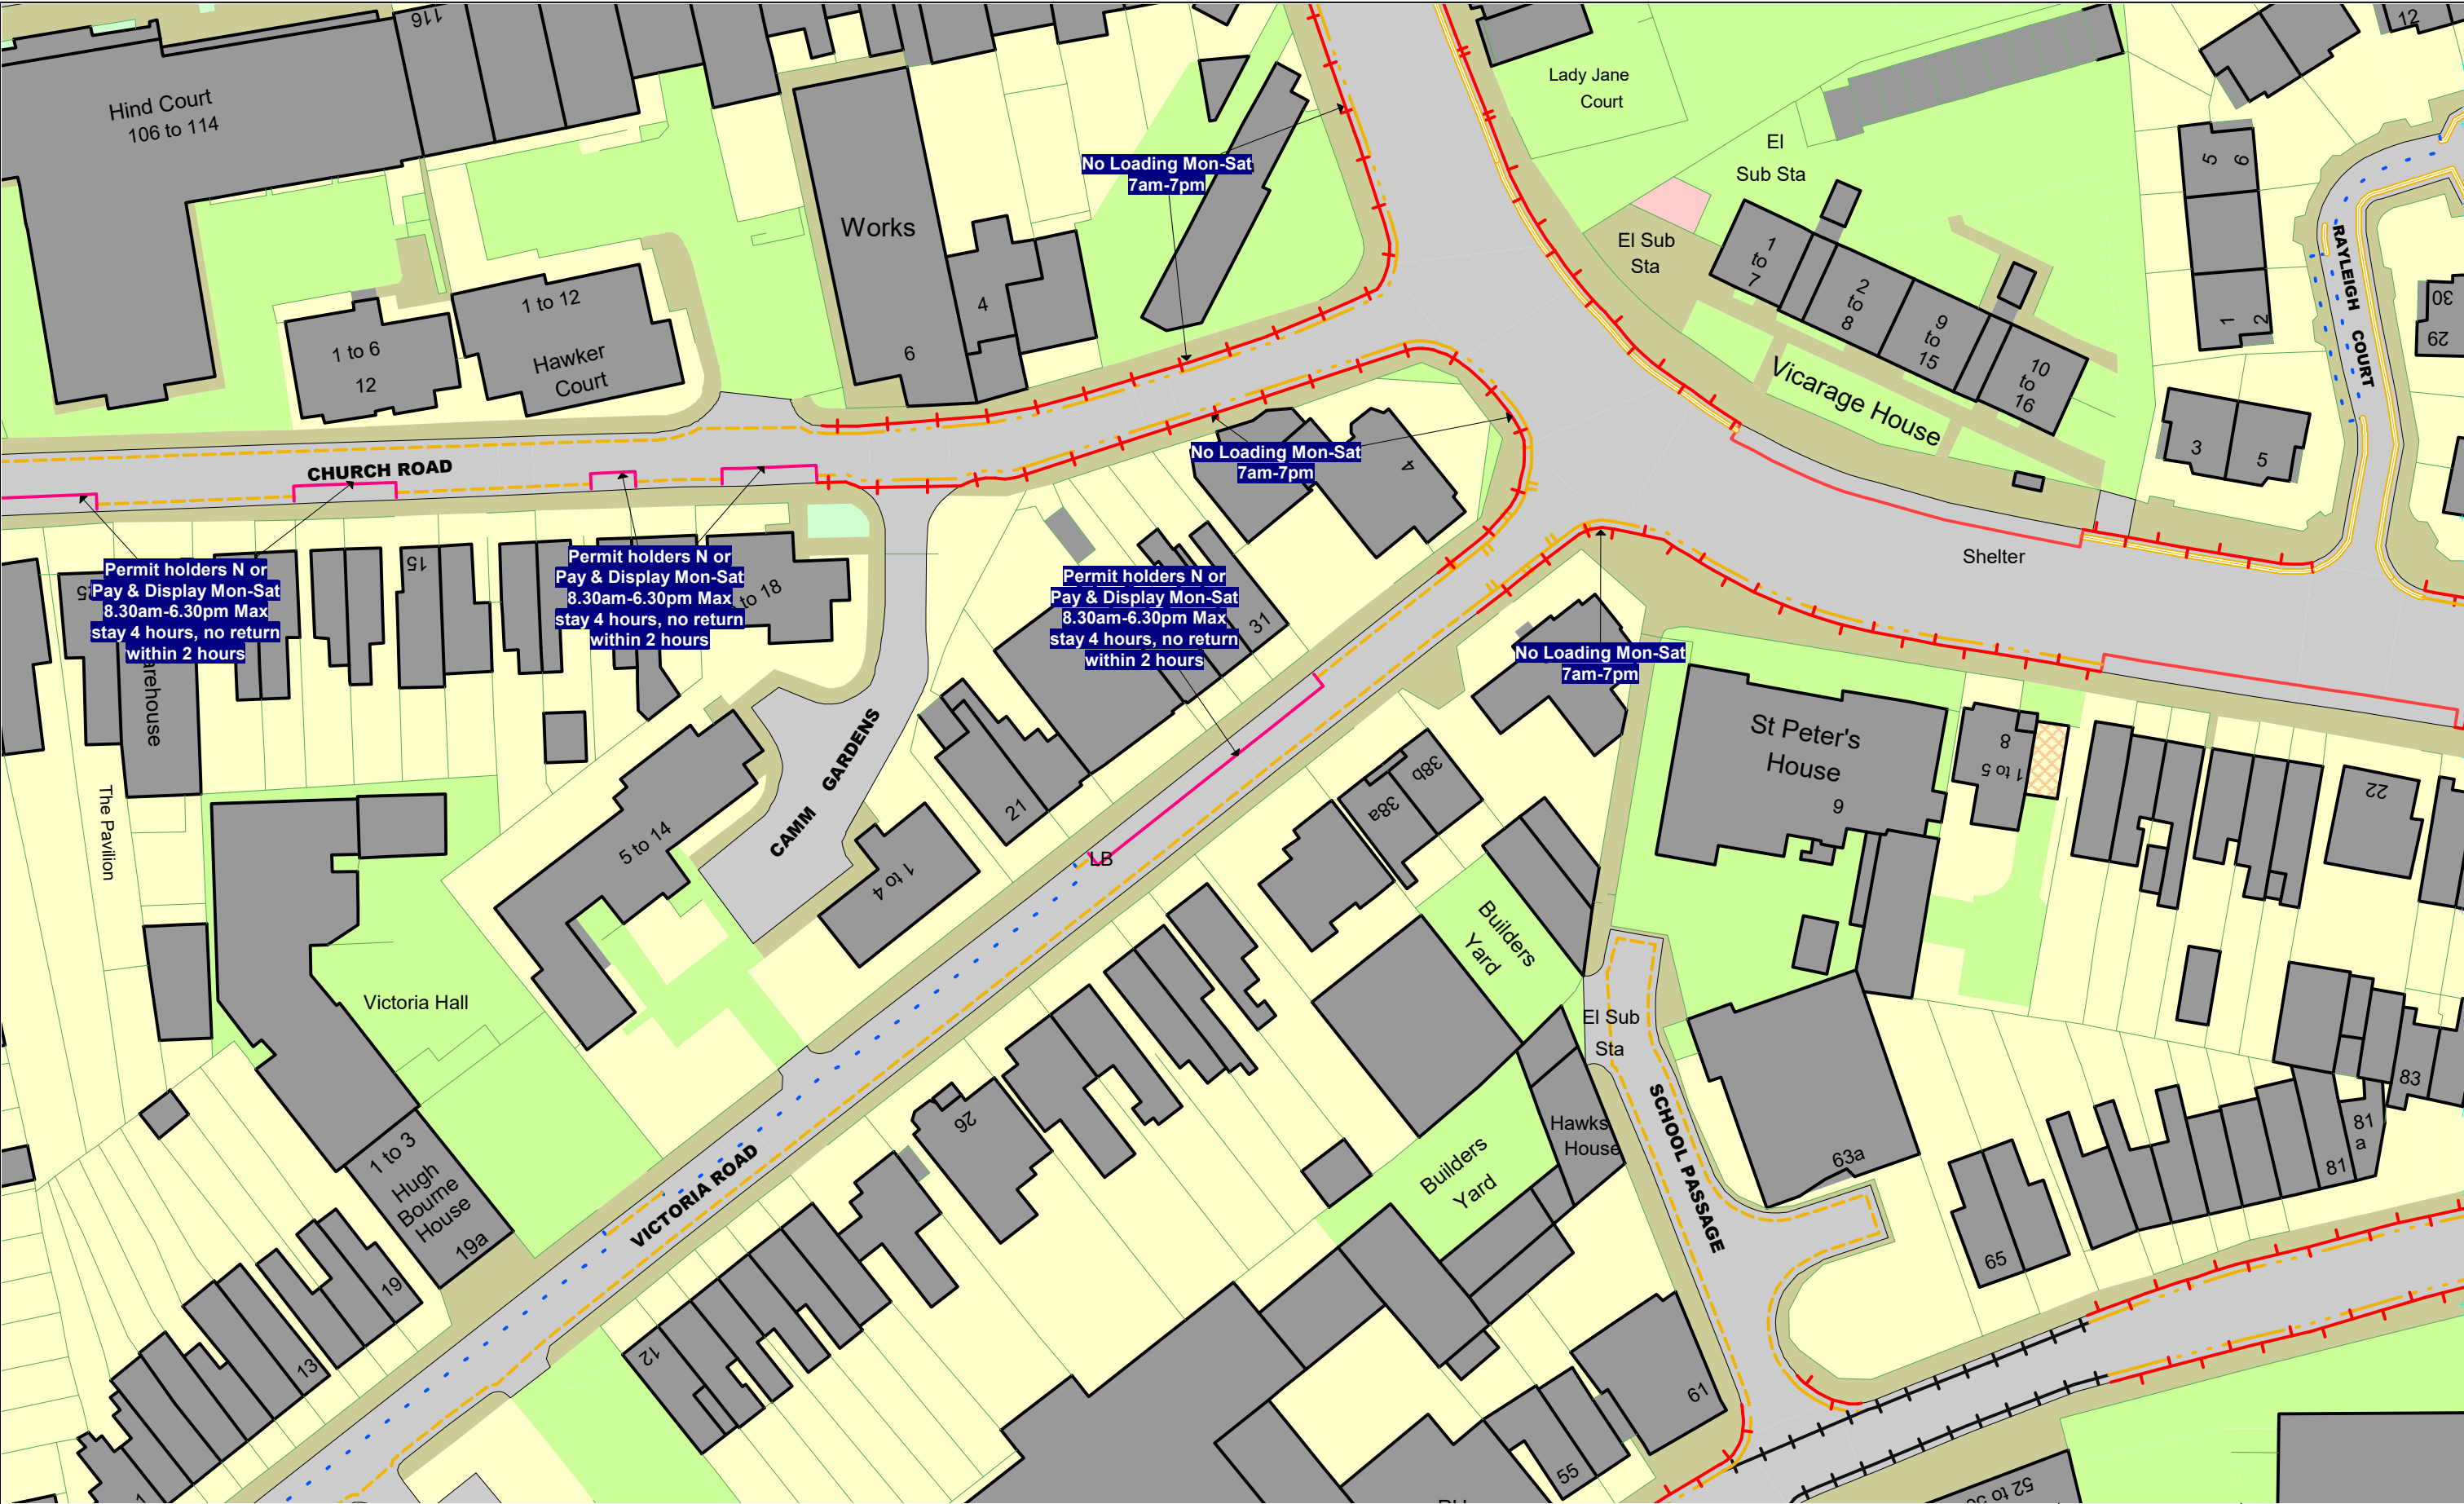 116
12
Hind Court
106 to 114
Lady Jane
Court
El
Sub Sta
No Loading Mon-Sat
7am-7pm
5
6
Works
El Sub
Sta
1
to
7
2
to
8
9
to
15
10
to
16
RAYLEIGH COURT
30
29
1
2
4
6
1 to 12
Hawker
Court
1 to 6
12
Vicarage House
3
5
CHURCH ROAD
No Loading Mon-Sat
7am-7pm
4
Shelter
15
Permit holders N or
Pay & Display Mon-Sat
8.30am-6.30pm Max
stay 4 hours, no return
within 2 hours
Permit holders N or
Pay & Display Mon-Sat
8.30am-6.30pm Max
stay 4 hours, no return
within 2 hours
to 18
Permit holders N or
Pay & Display Mon-Sat
8.30am-6.30pm Max
stay 4 hours, no return
within 2 hours
31
No Loading Mon-Sat
7am-7pm
25
arehouse
The Pavilion
St Peter's
House
6
8
1 to 5
22
CAMM GARDENS
21
38b
38a
5 to 14
1 to 4
LB
Builders
Yard
Victoria Hall
El Sub
Sta
SCHOOL PASSAGE
Hawks
House
Builders
Yard
63a
83
81
a
81
65
26
VICTORIA ROAD
1 to 3
Hugh
Bourne
House
19a
19
13
12
1
61
55